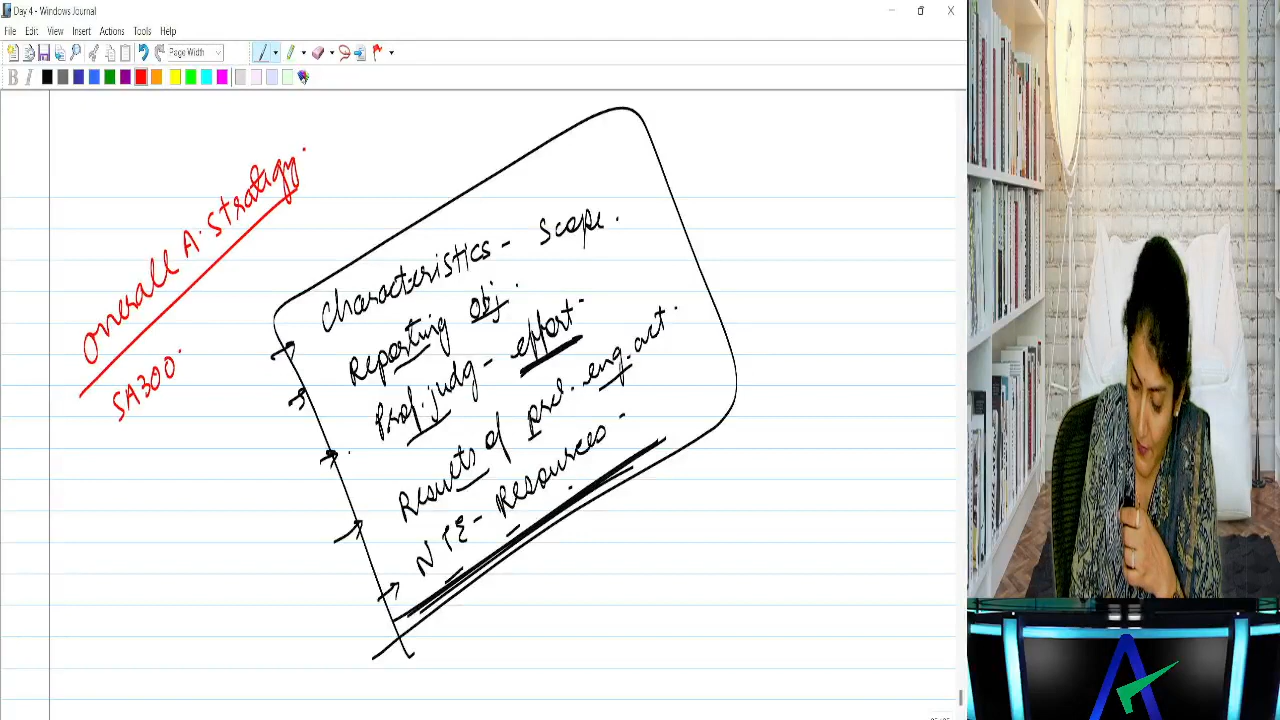 Day 4 - Windows Journal
File Edit View Insert Actions Tools Help
Page Width
B I
Overall A. Strategy.
SA300.
Characteristics - Scope.
Reporting obj.
Prof. judg - effort -
Results of prel. eng. act.
NTE - Resources -